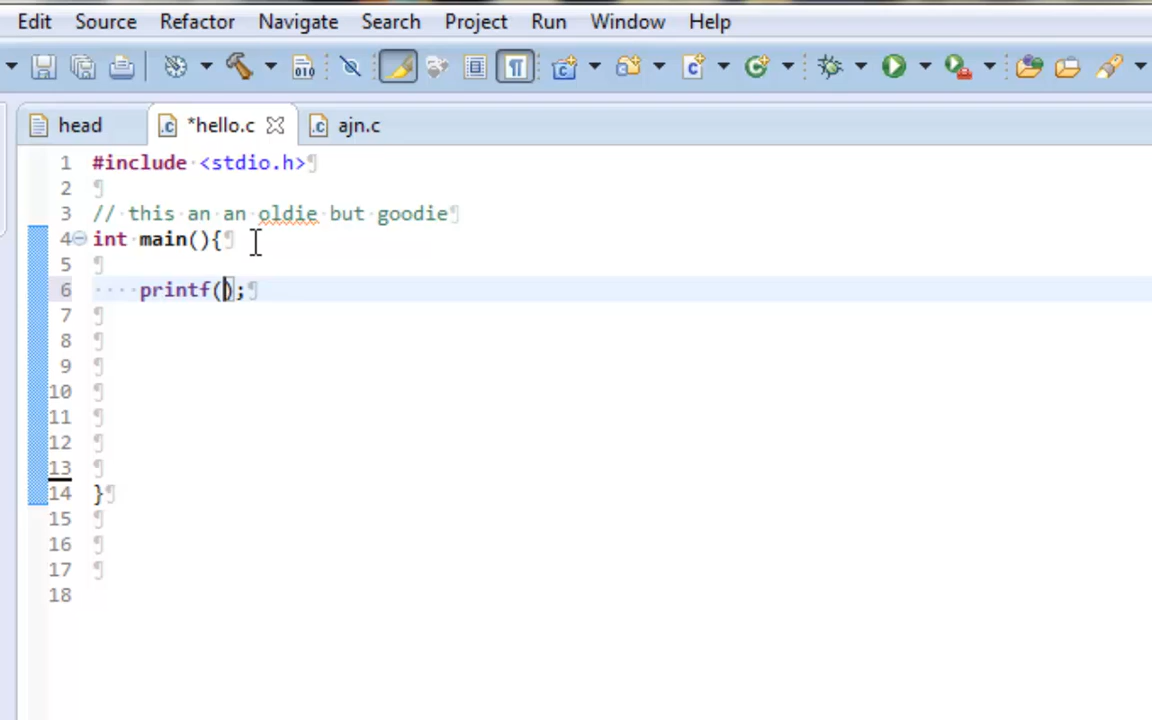 Edit Source Refactor Navigate Search Project Run Window Help
010
head *hello.c ajn.c
1 #include <stdio.h>¶
2 ¶
3 // this an an oldie but goodie¶
4 int main(){¶
5 ¶
6 ····printf();¶
7 ¶
8 ¶
9 ¶
10 ¶
11 ¶
12 ¶
13 ¶
14 }¶
15 ¶
16 ¶
17 ¶
18